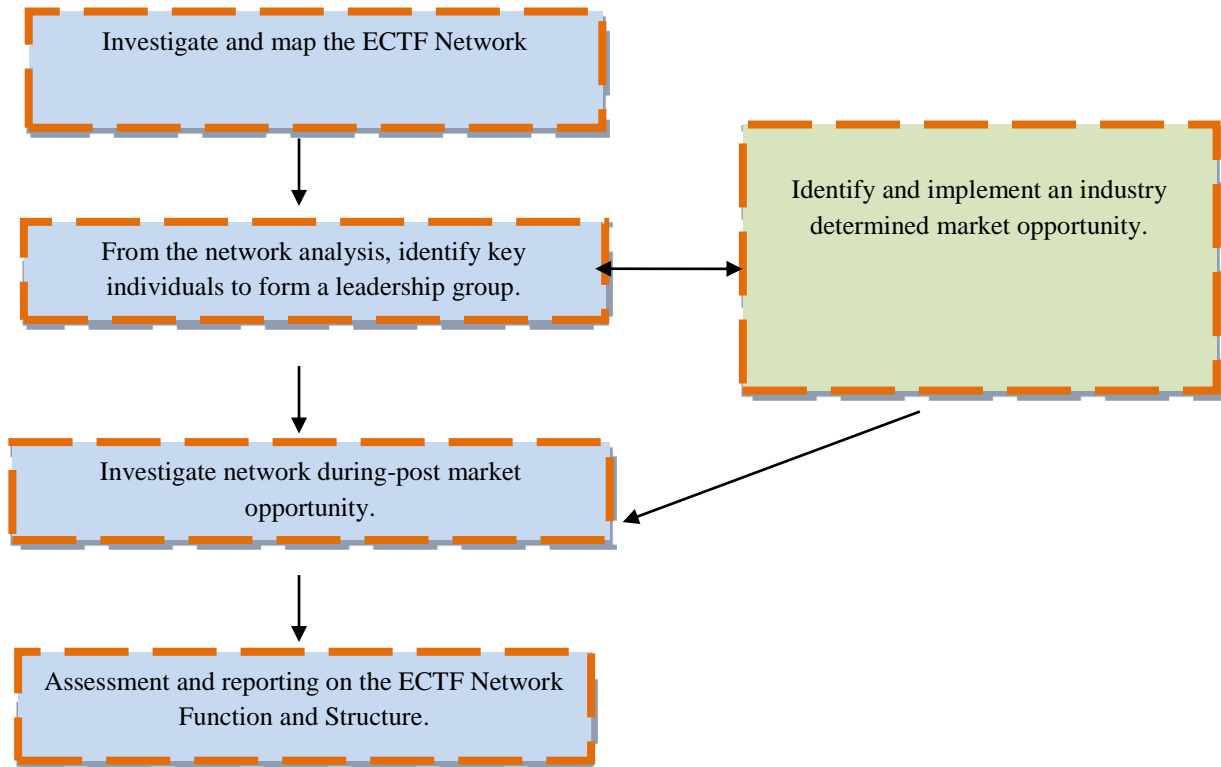 Investigate and map the ECTF Network
From the network analysis, identify key
individuals to form a leadership group.
Identify and implement an industry
determined market opportunity.
Investigate network during-post market
opportunity.
Assessment and reporting on the ECTF Network
Function and Structure.